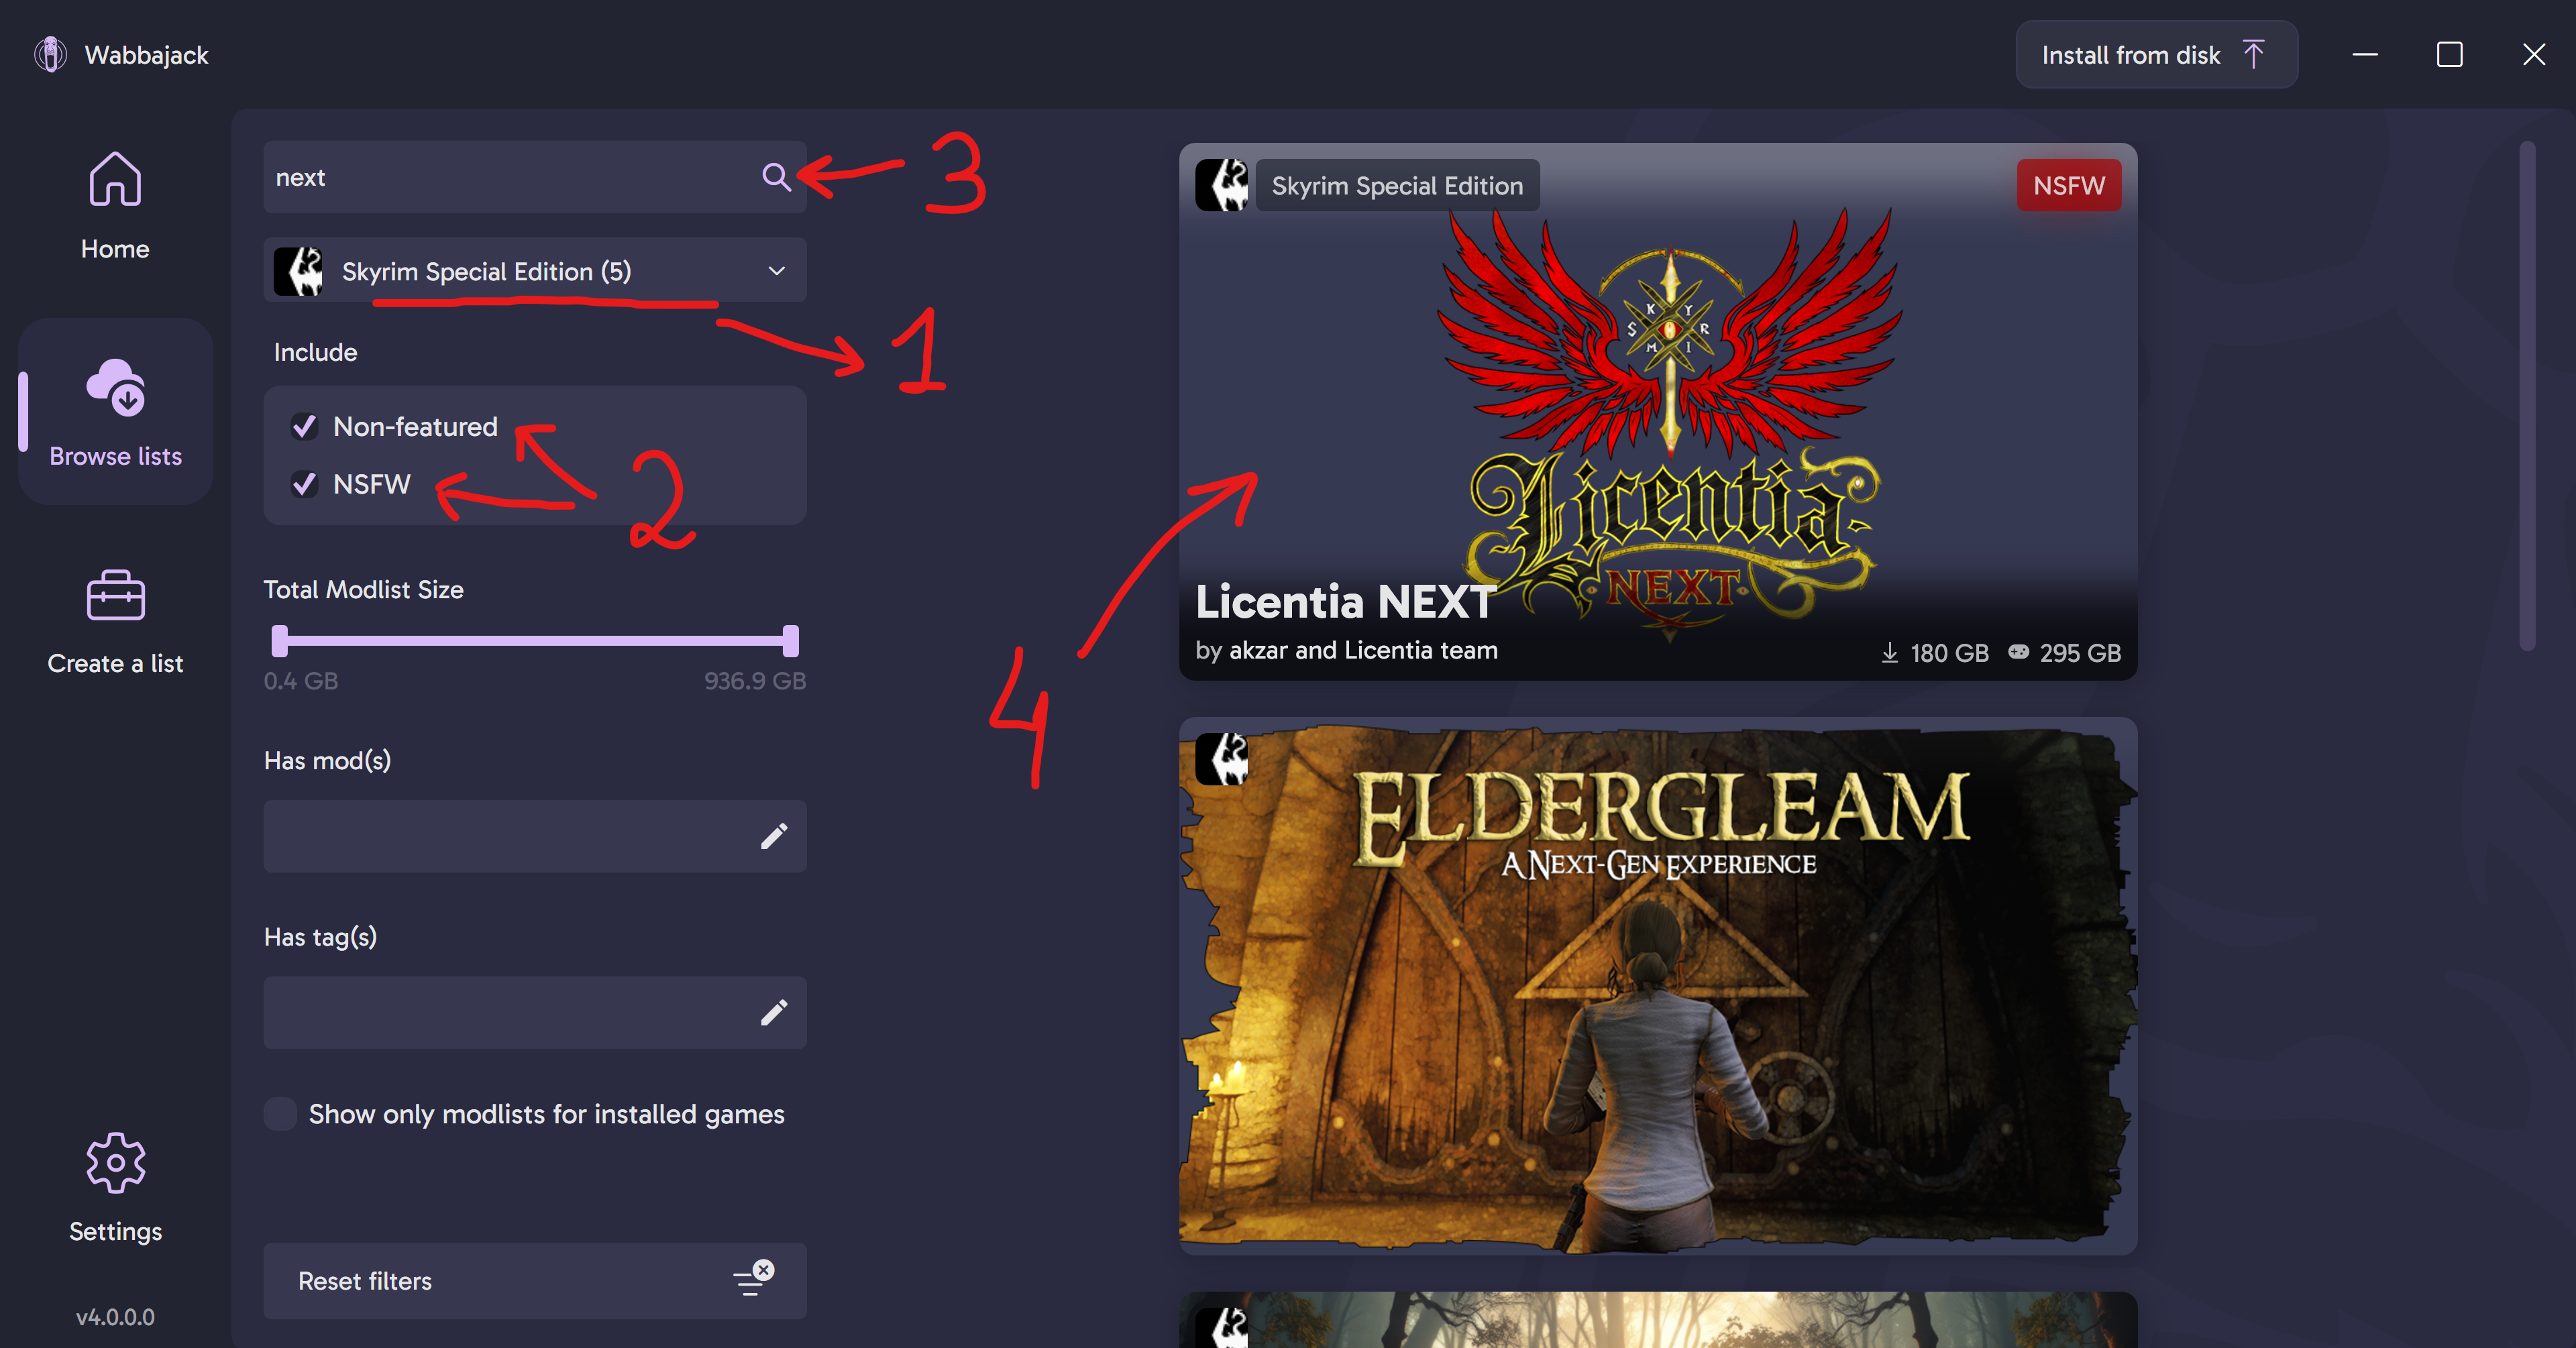 Wabbajack
Install from disk
Home
Browse lists
Create a list
Settings
v4.0.0.0
next
3
Skyrim Special Edition (5)
1
Include
Non-featured
NSFW
2
Total Modlist Size
0.4 GB
936.9 GB
Has mod(s)
Has tag(s)
Show only modlists for installed games
Reset filters
4
Skyrim Special Edition
NSFW
S K Y R I M
Licentia
NEXT
Licentia NEXT
by akzar and Licentia team
180 GB 295 GB
ELDERGLEAM
A NEXT-GEN EXPERIENCE